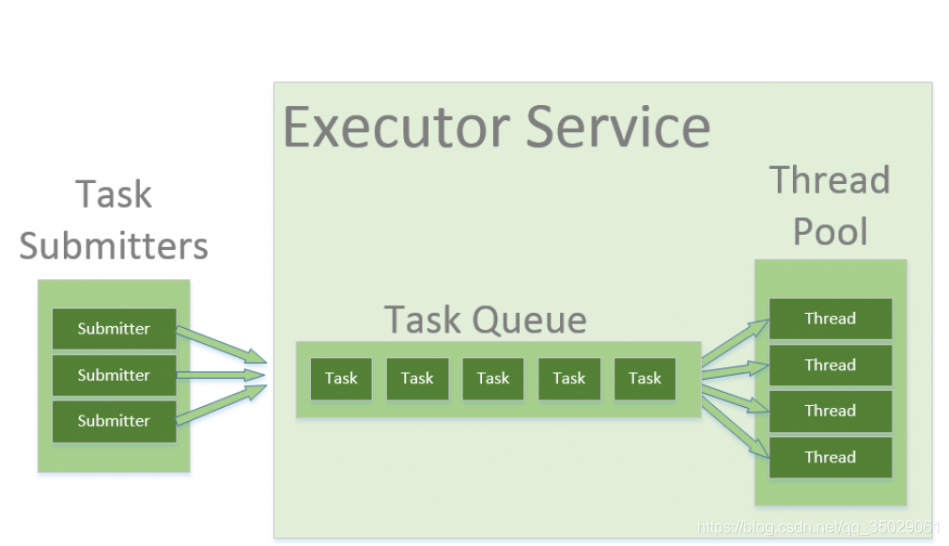 Executor Service
Task
Submitters
Submitter
Submitter
Submitter
Task Queue
Task Task Task Task Task
Thread
Pool
Thread
Thread
Thread
Thread
https://blog.csdn.net/qq_35029061